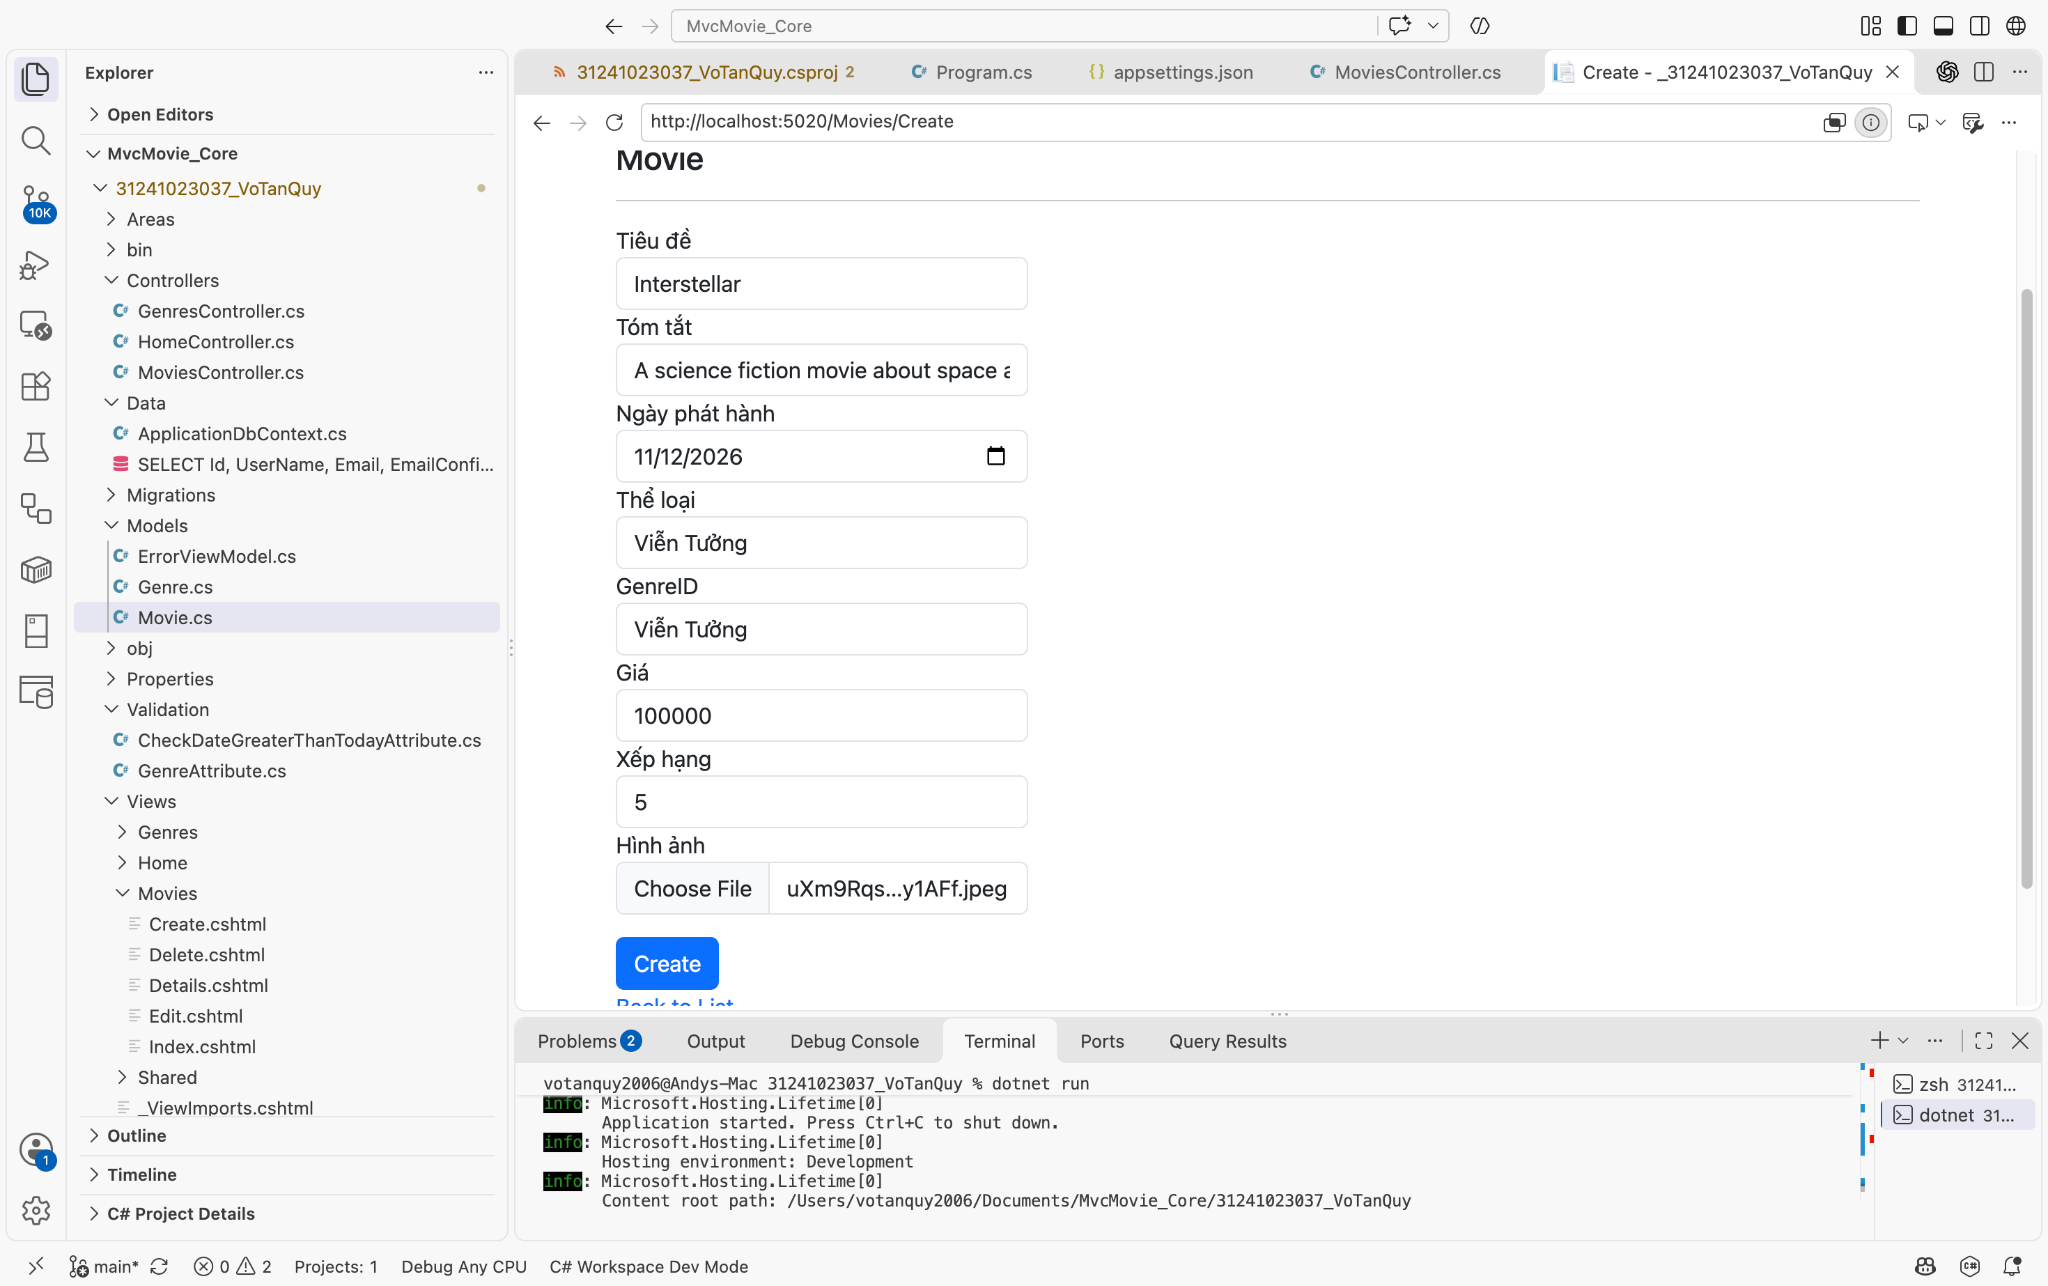 MvcMovie_Core
Explorer
Open Editors
MvcMovie_Core
31241023037_VoTanQuy
Areas
bin
Controllers
GenresController.cs
HomeController.cs
MoviesController.cs
Data
ApplicationDbContext.cs
SELECT Id, UserName, Email, EmailConfi...
Migrations
Models
ErrorViewModel.cs
Genre.cs
Movie.cs
obj
Properties
Validation
CheckDateGreaterThanTodayAttribute.cs
GenreAttribute.cs
Views
Genres
Home
Movies
Create.cshtml
Delete.cshtml
Details.cshtml
Edit.cshtml
Index.cshtml
Shared
_ViewImports.cshtml
Outline
Timeline
C# Project Details
10K
1
31241023037_VoTanQuy.csproj 2
Program.cs
appsettings.json
MoviesController.cs
Create - _31241023037_VoTanQuy
http://localhost:5020/Movies/Create
Movie
Tiêu đề
Interstellar
Tóm tắt
A science fiction movie about space a
Ngày phát hành
11/12/2026
Thể loại
Viễn Tưởng
GenreID
Viễn Tưởng
Giá
100000
Xếp hạng
5
Hình ảnh
Choose File uXm9Rqs...y1AFf.jpeg
Create
Back to List
Problems 2 Output Debug Console Terminal Ports Query Results
votanquy2006@Andys-Mac 31241023037_VoTanQuy % dotnet run
info: Microsoft.Hosting.Lifetime[0]
Application started. Press Ctrl+C to shut down.
info: Microsoft.Hosting.Lifetime[0]
Hosting environment: Development
info: Microsoft.Hosting.Lifetime[0]
Content root path: /Users/votanquy2006/Documents/MvcMovie_Core/31241023037_VoTanQuy
zsh 31241...
dotnet 31...
main* 0 2 Projects: 1 Debug Any CPU C# Workspace Dev Mode